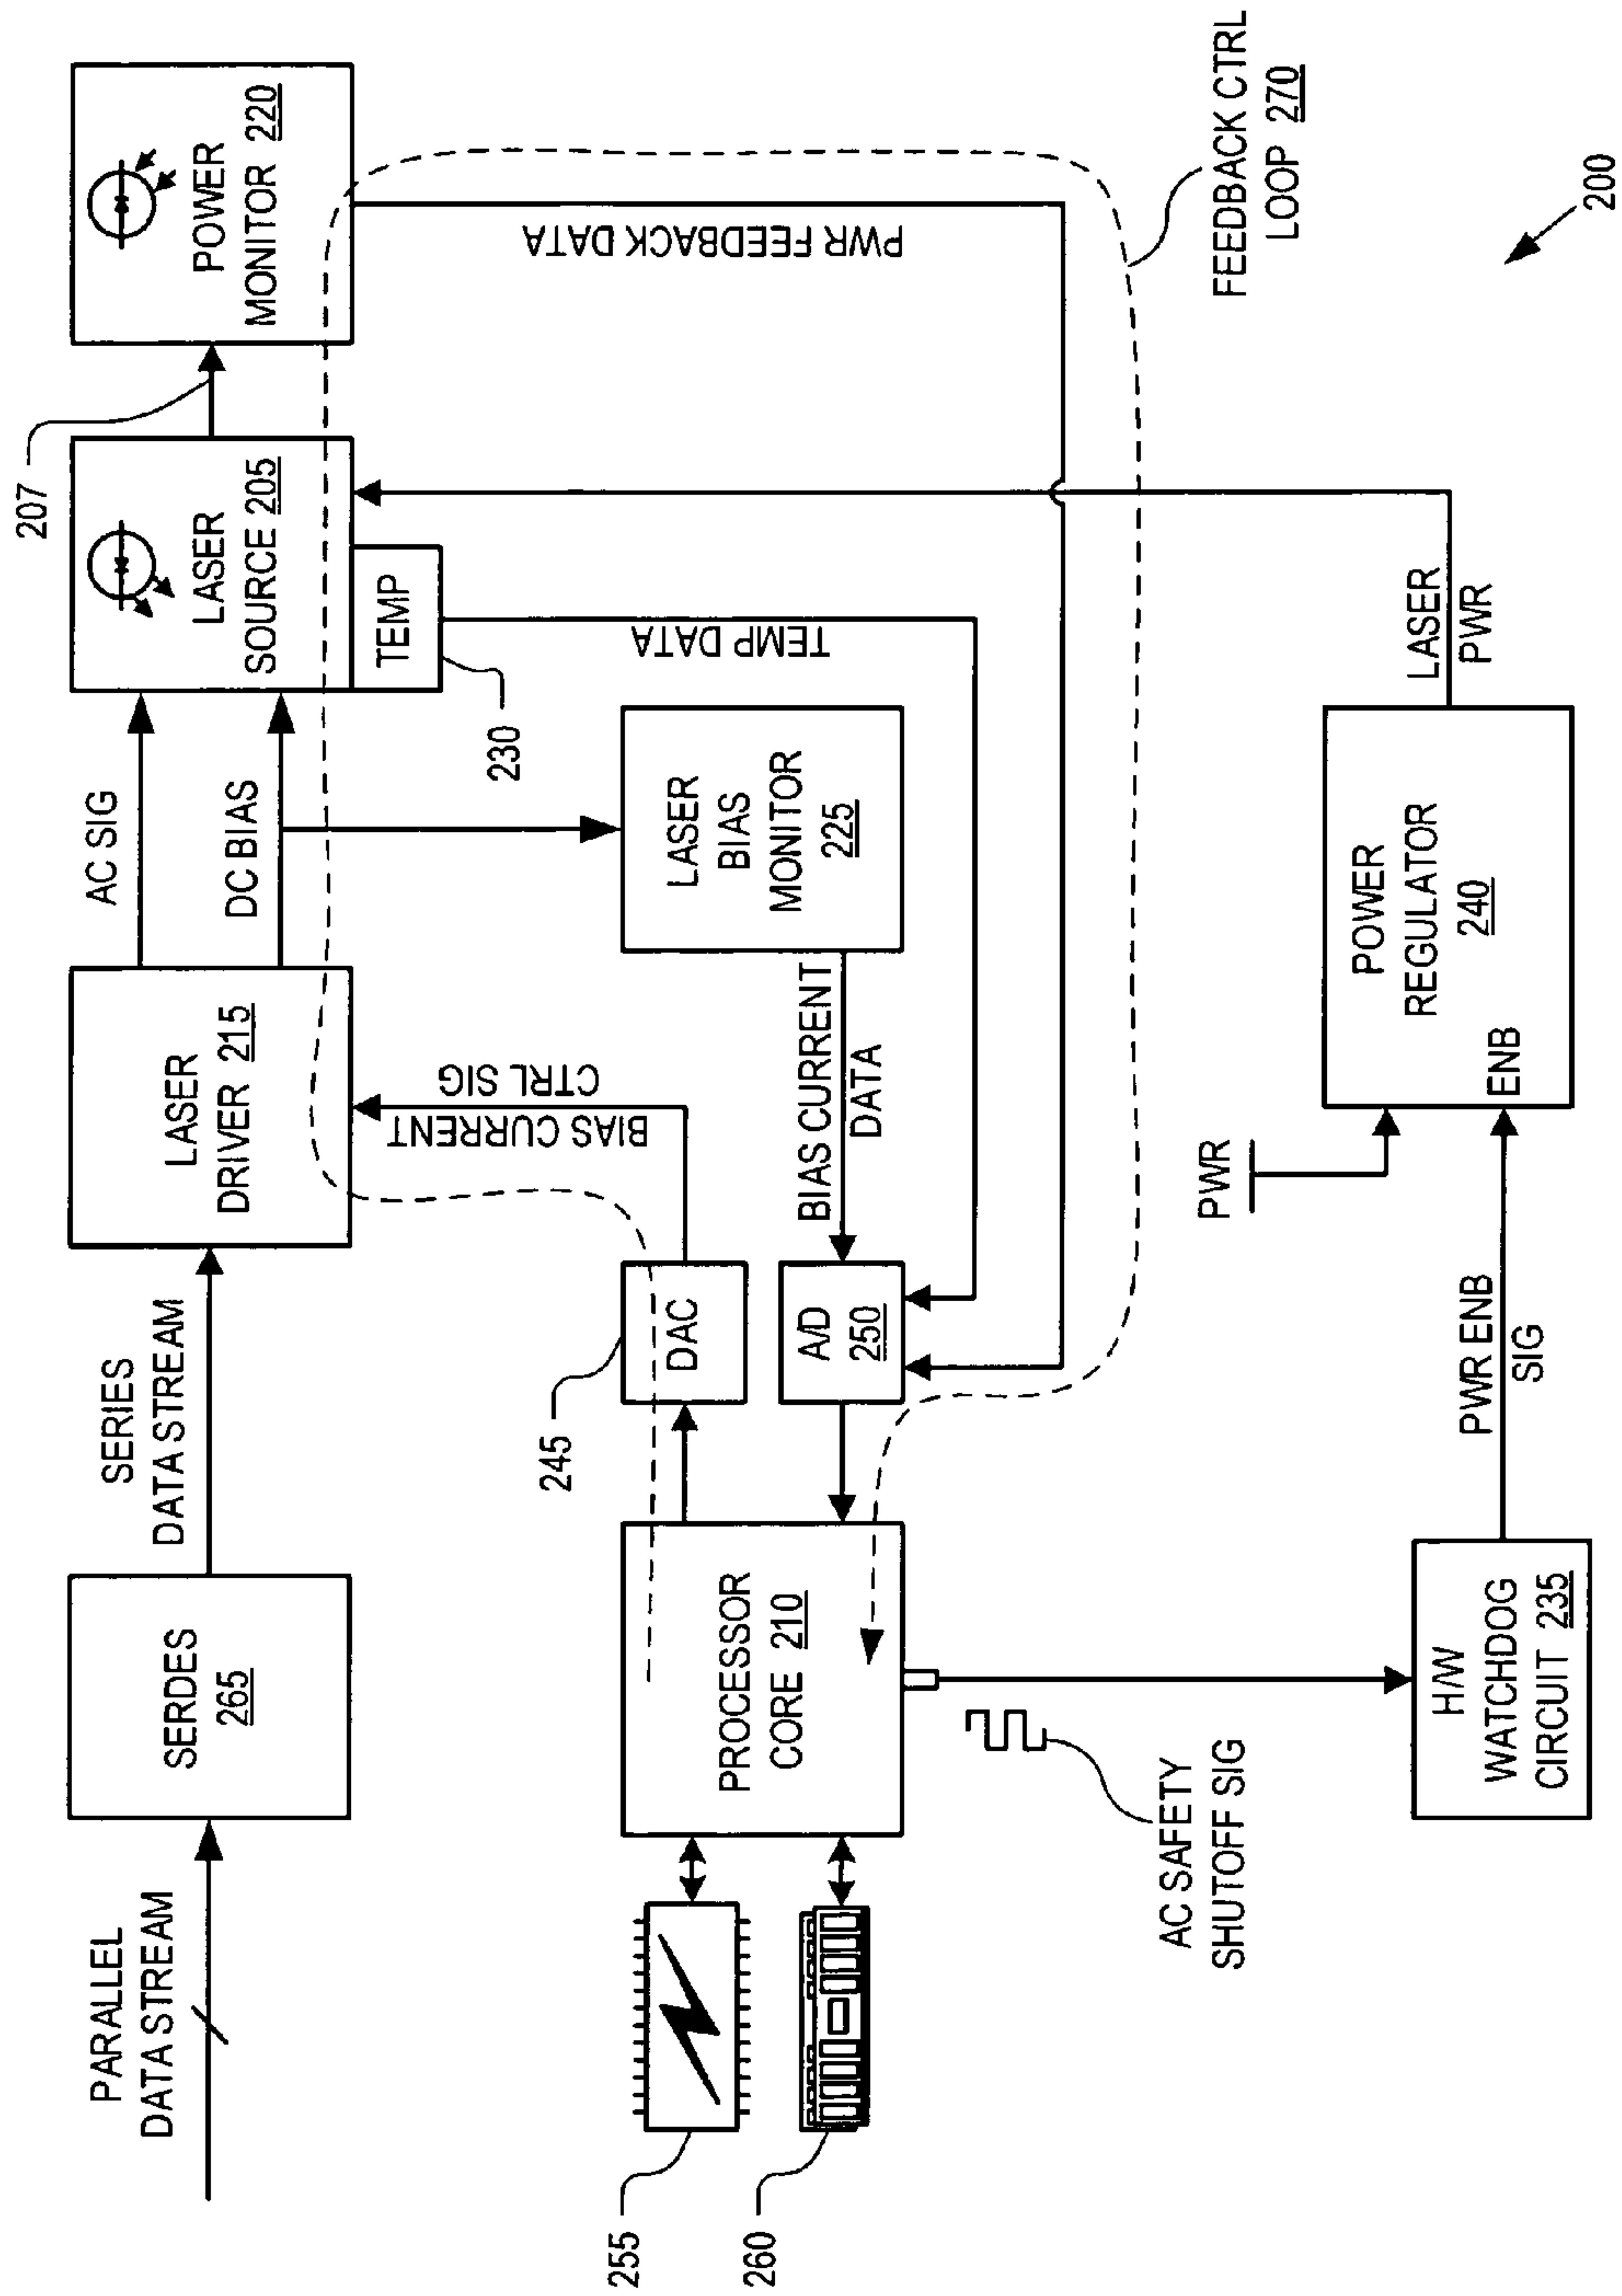 PARALLEL
DATA STREAM
SERDES
265
SERIES
DATA STREAM
LASER
DRIVER 215
AC SIG
DC BIAS
LASER
SOURCE 205
207
POWER
MONITOR 220
TEMP
230
TEMP DATA
PWR FEEDBACK DATA
LASER
BIAS
MONITOR
225
BIAS CURRENT
CTRL SIG
BIAS CURRENT
DATA
245
DAC
A/D
250
PROCESSOR
CORE 210
255
260
AC SAFETY
SHUTOFF SIG
H/W
WATCHDOG
CIRCUIT 235
PWR ENB
SIG
PWR
ENB
POWER
REGULATOR
240
LASER
PWR
FEEDBACK CTRL
LOOP 270
200